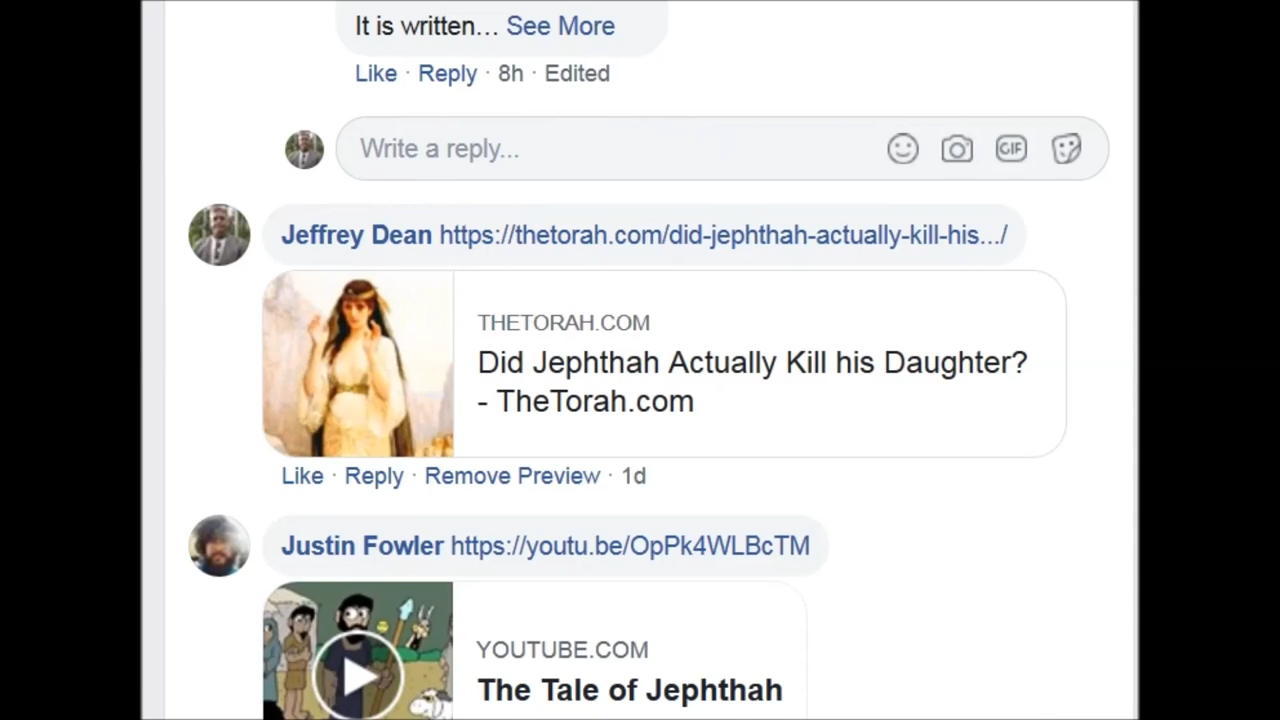 It is written... See More
Like · Reply · 8h · Edited
Write a reply...
GIF
Jeffrey Dean https://thetorah.com/did-jephthah-actually-kill-his.../
THETORAH.COM
Did Jephthah Actually Kill his Daughter?
- TheTorah.com
Like · Reply · Remove Preview · 1d
Justin Fowler https://youtu.be/OpPk4WLBcTM
YOUTUBE.COM
The Tale of Jephthah